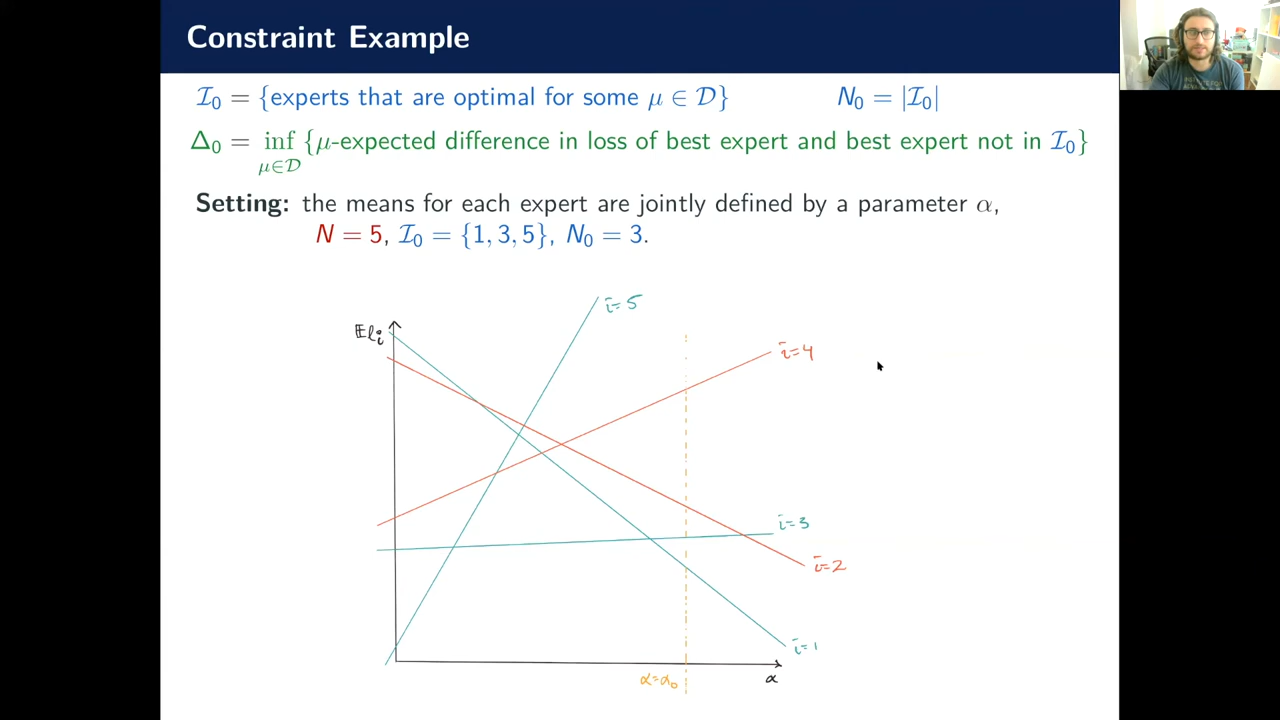 Constraint Example
I₀ = {experts that are optimal for some μ ∈ D} N₀ = |I₀|
Δ₀ = inf {μ-expected difference in loss of best expert and best expert not in I₀}
μ∈D
Setting: the means for each expert are jointly defined by a parameter α,
N = 5, I₀ = {1, 3, 5}, N₀ = 3.
i=5
𝔼ℓᵢ
i=4
i=3
i=2
i=1
α=α₀
α